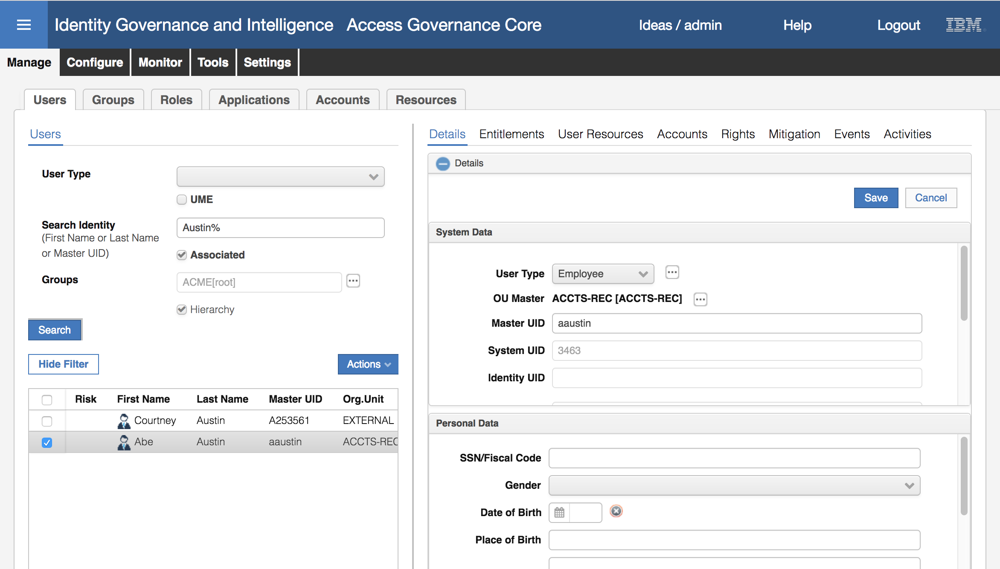 Identity Governance and Intelligence Access Governance Core Ideas / admin Help Logout IBM
Manage Configure Monitor Tools Settings
Users Groups Roles Applications Accounts Resources
Users
User Type
UME
Search Identity
(First Name or Last Name
or Master UID)
Austin%
Associated
Groups
ACME[root]
Hierarchy
Search
Hide Filter Actions
Risk First Name Last Name Master UID Org.Unit
Courtney Austin A253561 EXTERNAL
Abe Austin aaustin ACCTS-REC
Details Entitlements User Resources Accounts Rights Mitigation Events Activities
Details
Save Cancel
System Data
User Type Employee
OU Master ACCTS-REC [ACCTS-REC]
Master UID aaustin
System UID 3463
Identity UID
Personal Data
SSN/Fiscal Code
Gender
Date of Birth
Place of Birth